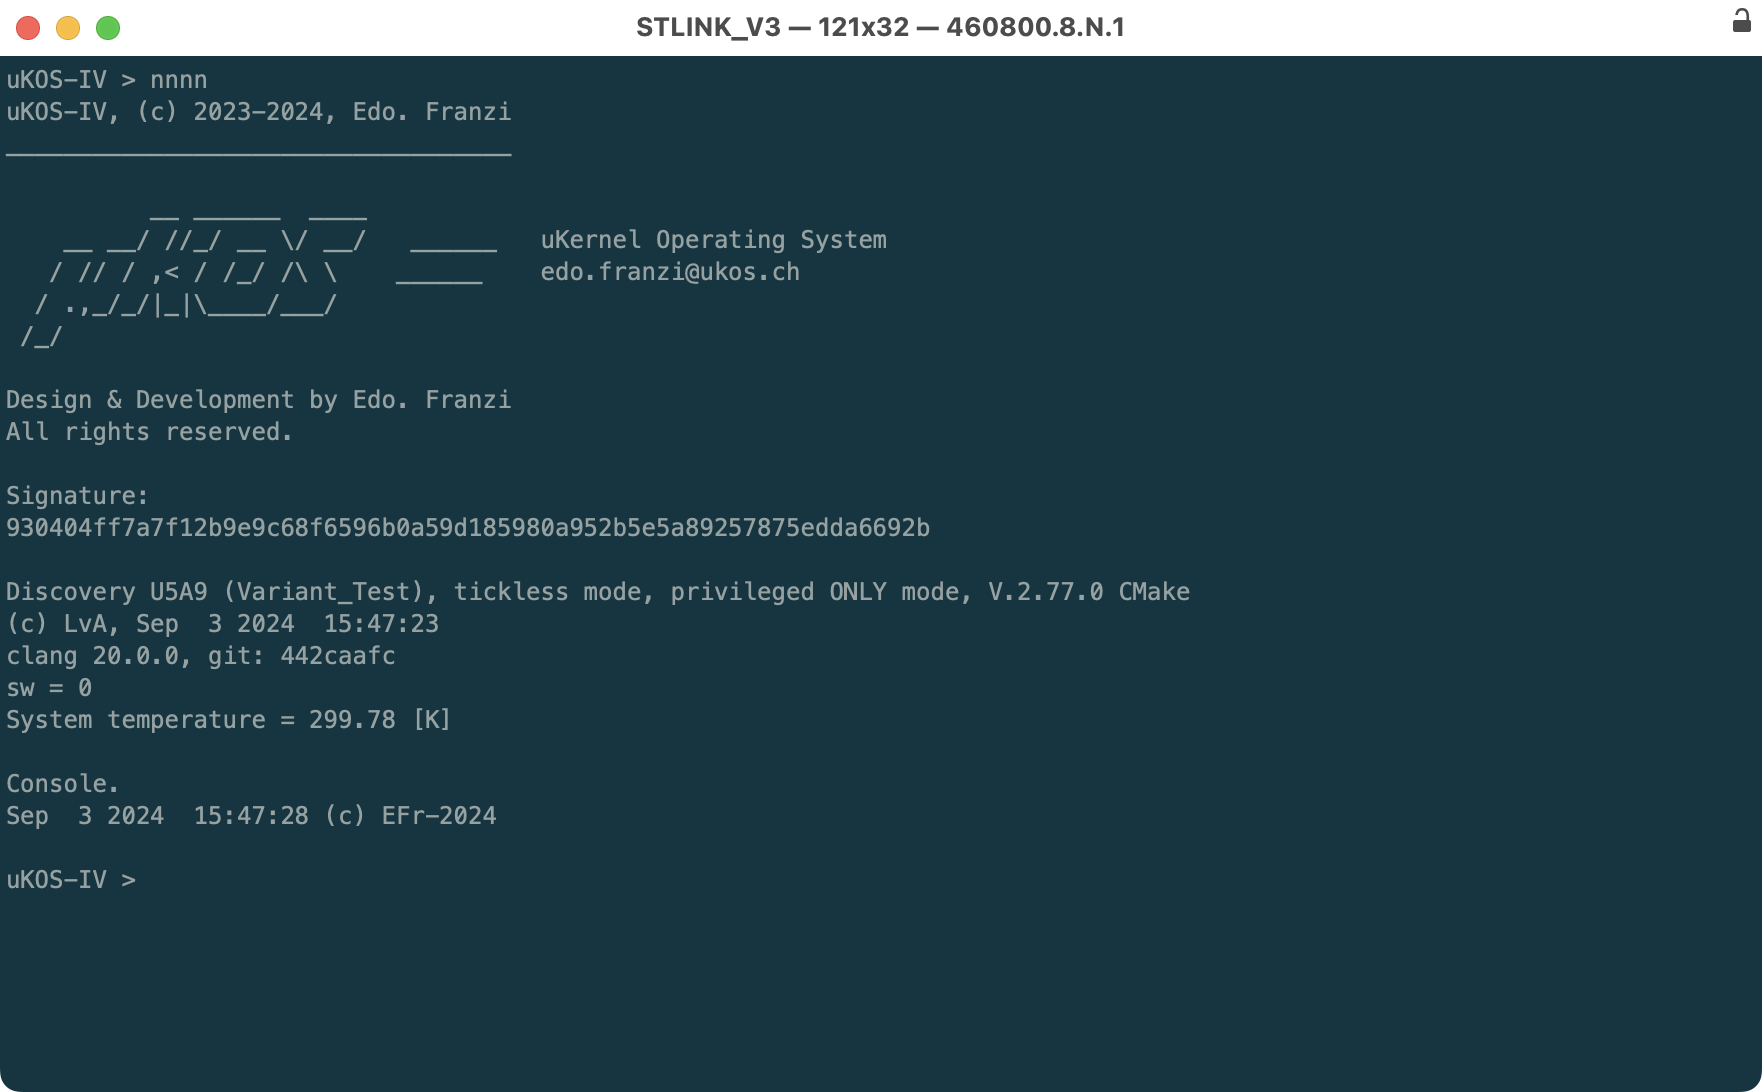 STLINK_V3 — 121x32 — 460800.8.N.1
uKOS-IV > nnnn
uKOS-IV, (c) 2023-2024, Edo. Franzi
___________________________________

          __ ______  ____
    __ __/ //_/ __ \/ __/   ______   uKernel Operating System
   / // / ,< / /_/ /\ \    ______    edo.franzi@ukos.ch
  / .,_/_/|_|\____/___/
 /_/

Design & Development by Edo. Franzi
All rights reserved.

Signature:
930404ff7a7f12b9e9c68f6596b0a59d185980a952b5e5a89257875edda6692b

Discovery U5A9 (Variant_Test), tickless mode, privileged ONLY mode, V.2.77.0 CMake
(c) LvA, Sep  3 2024  15:47:23
clang 20.0.0, git: 442caafc
sw = 0
System temperature = 299.78 [K]

Console.
Sep  3 2024  15:47:28 (c) EFr-2024

uKOS-IV >